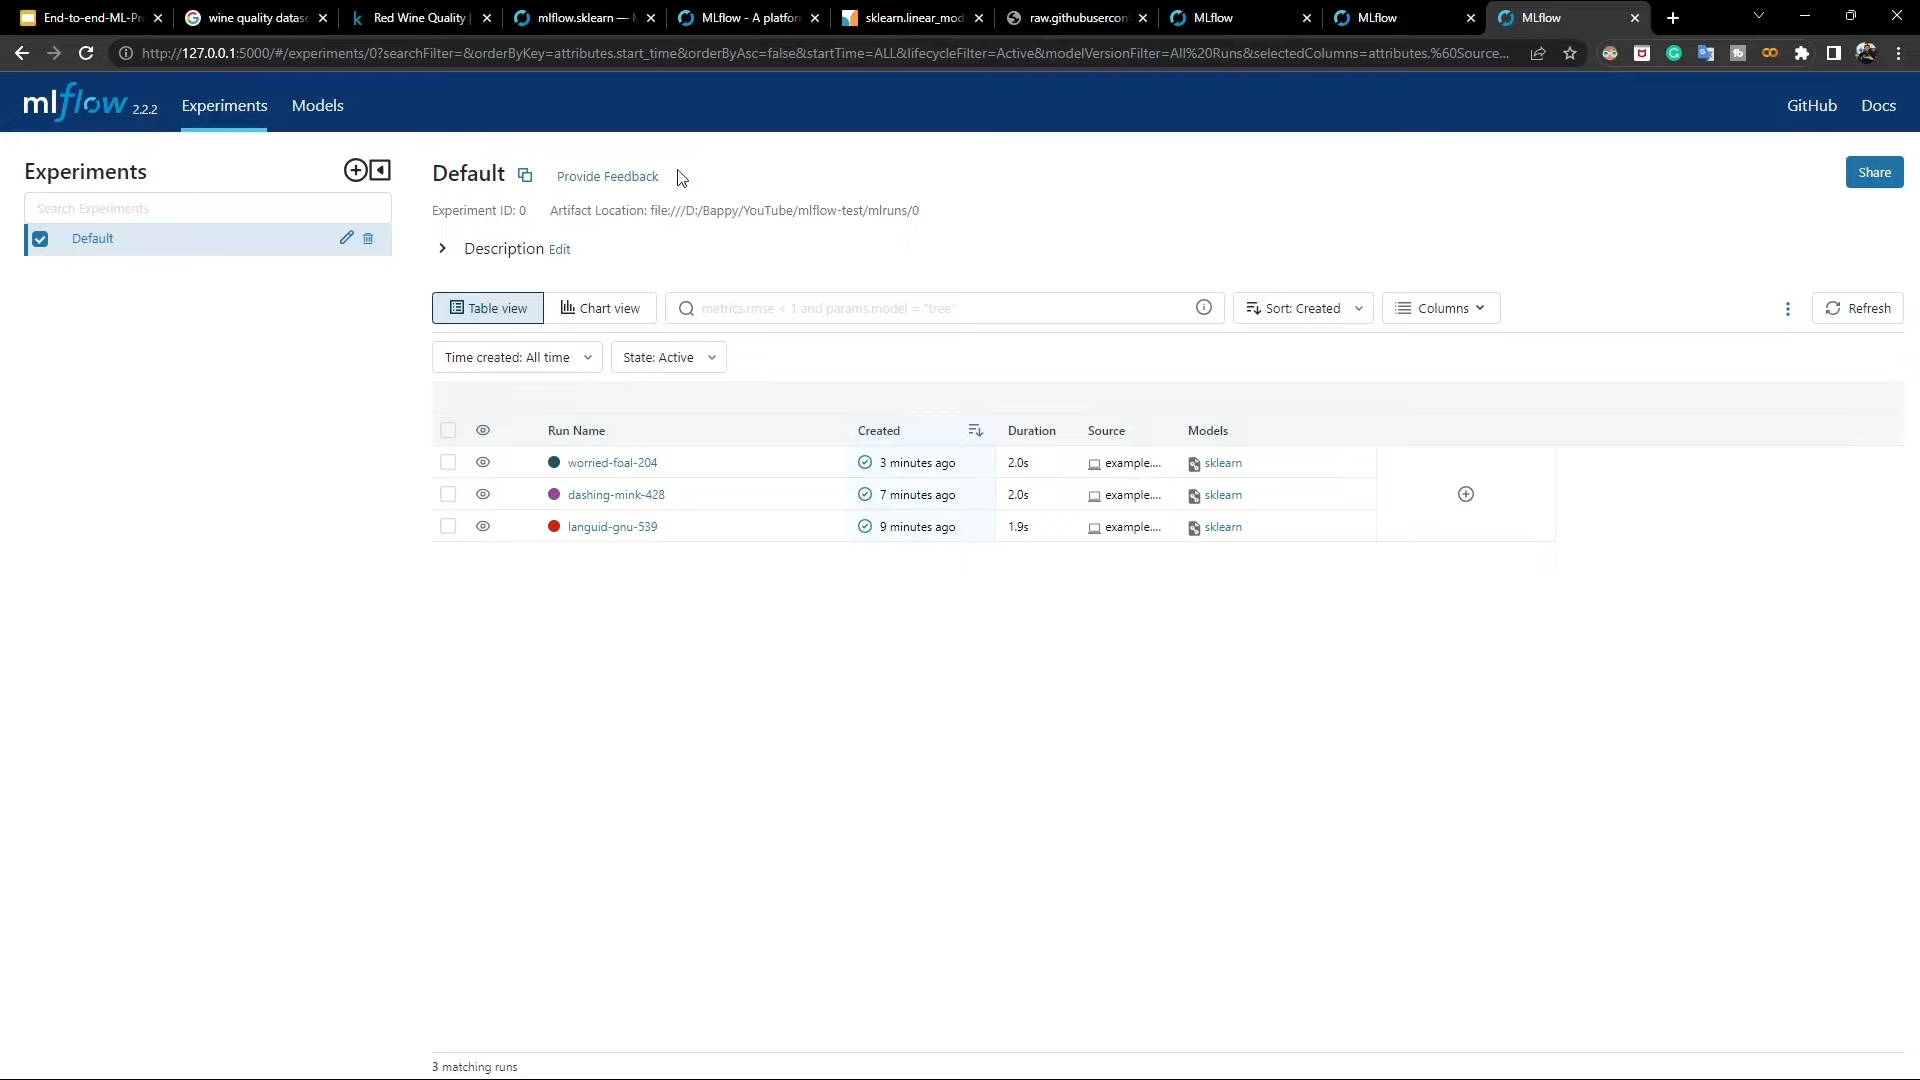 End-to-end-ML-Pr
wine quality datase
Red Wine Quality |
mlflow.sklearn —
MLflow - A platfor
sklearn.linear_mod
raw.githubusercon
MLflow
MLflow
MLflow
http://127.0.0.1:5000/#/experiments/0?searchFilter=&orderByKey=attributes.start_time&orderByAsc=false&startTime=ALL&lifecycleFilter=Active&modelVersionFilter=All%20Runs&selectedColumns=attributes.%60Source...
mlflow 2.2.2
Experiments
Models
GitHub
Docs
Experiments
Search Experiments
Default
Default
Provide Feedback
Share
Experiment ID: 0
Artifact Location: file:///D:/Bappy/YouTube/mlflow-test/mlruns/0
Description Edit
Table view
Chart view
metrics.rmse < 1 and params.model = "tree"
Sort: Created
Columns
Refresh
Time created: All time
State: Active
Run Name
Created
Duration
Source
Models
worried-foal-204
3 minutes ago
2.0s
example....
sklearn
dashing-mink-428
7 minutes ago
2.0s
example....
sklearn
languid-gnu-539
9 minutes ago
1.9s
example....
sklearn
3 matching runs